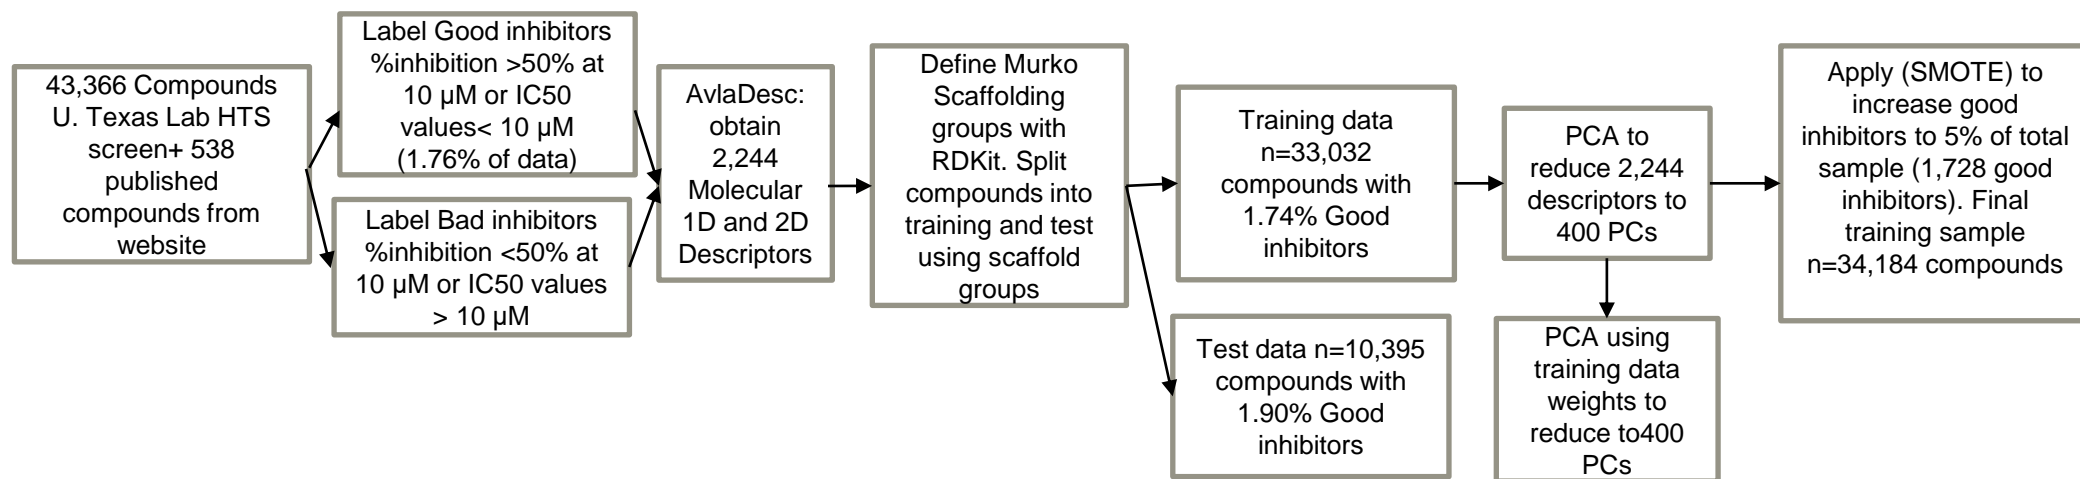 43,366 Compounds
U. Texas Lab HTS
screen+ 538
published
compounds from
website
Label Good inhibitors
%inhibition >50% at
10 µM or IC50
values< 10 µM
(1.76% of data)
Label Bad inhibitors
%inhibition <50% at
10 µM or IC50 values
> 10 µM
AvlaDesc:
obtain
2,244
Molecular
1D and 2D
Descriptors
Define Murko
Scaffolding
groups with
RDKit. Split
compounds into
training and test
using scaffold
groups
Training data
n=33,032
compounds with
1.74% Good
inhibitors
Test data n=10,395
compounds with
1.90% Good
inhibitors
PCA to
reduce 2,244
descriptors to
400 PCs
PCA using
training data
weights to
reduce to400
PCs
Apply (SMOTE) to
increase good
inhibitors to 5% of total
sample (1,728 good
inhibitors). Final
training sample
n=34,184 compounds